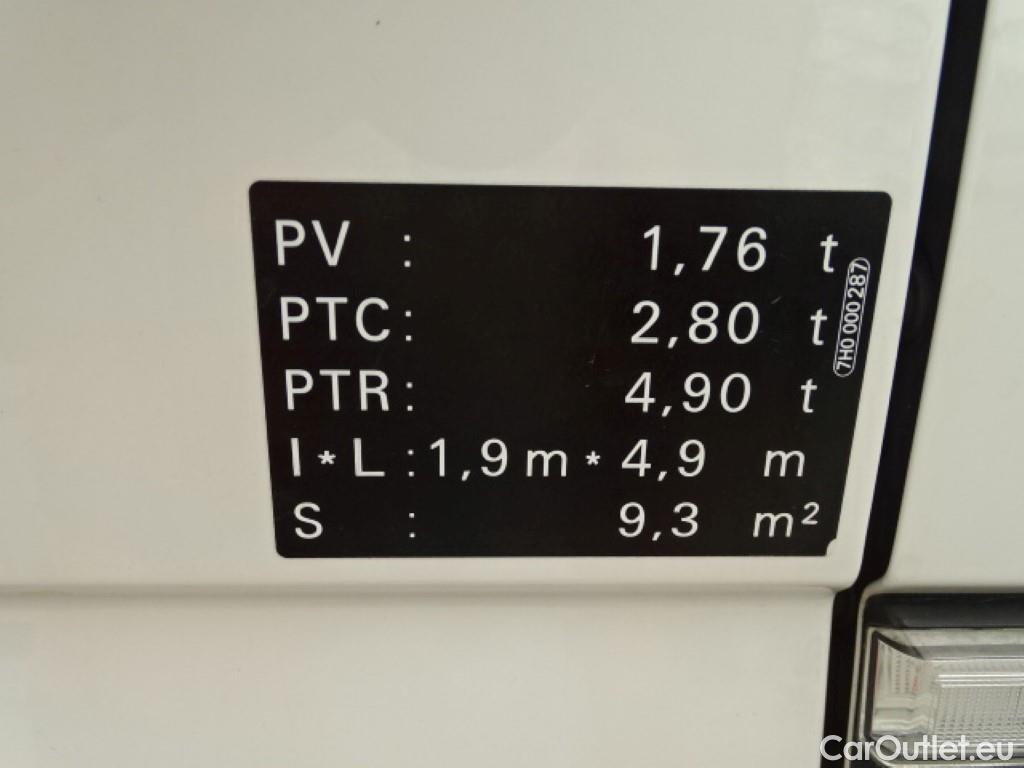 PV : 1,76 t
PTC : 2,80 t
PTR : 4,90 t
I * L : 1,9 m * 4,9 m
S : 9,3 m²
7H0 000 287
CarOutlet.eu